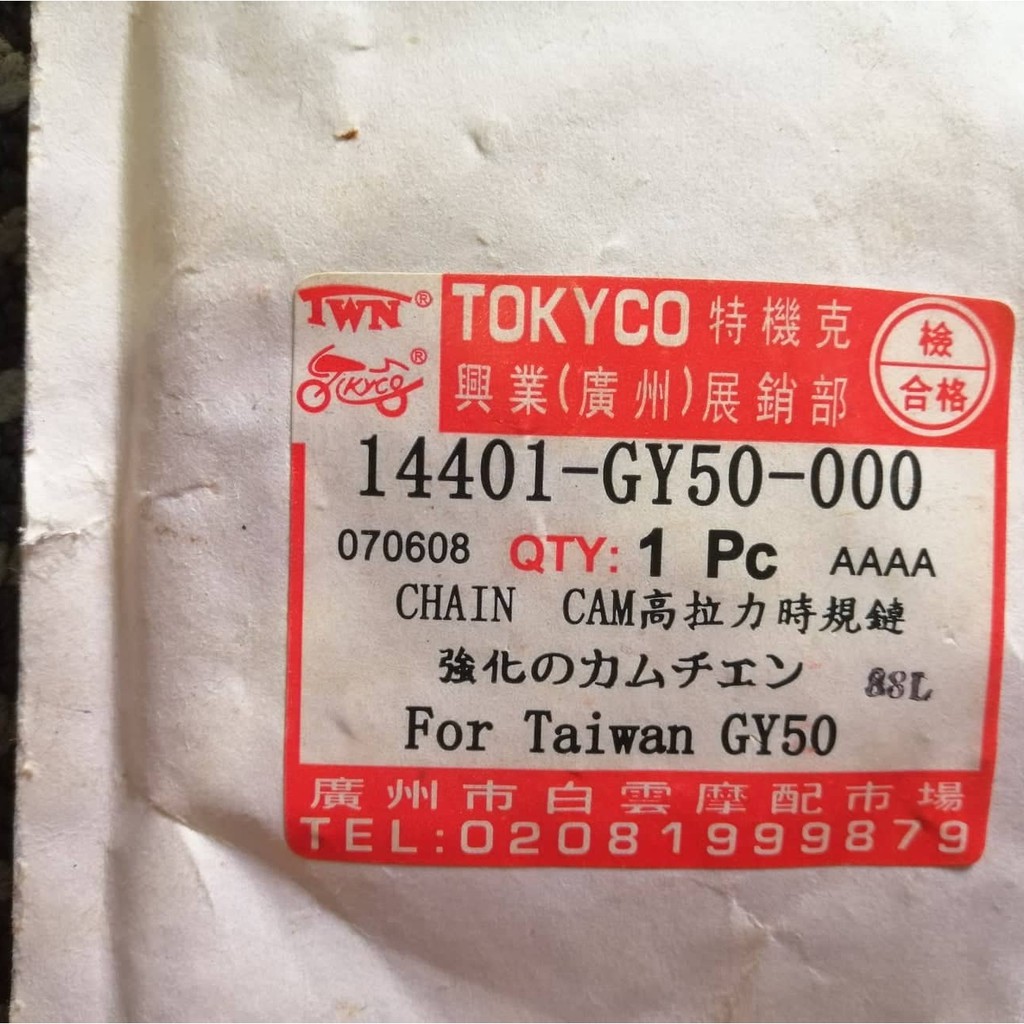 TWN®
Tokyco®
TOKYCO 特機克
興業(廣州)展銷部
檢
合格
14401-GY50-000
070608 QTY: 1 Pc AAAA
CHAIN CAM高拉力時規鏈
強化のカムチエン
88L
For Taiwan GY50
廣州市白雲摩配市場
TEL:02081999879